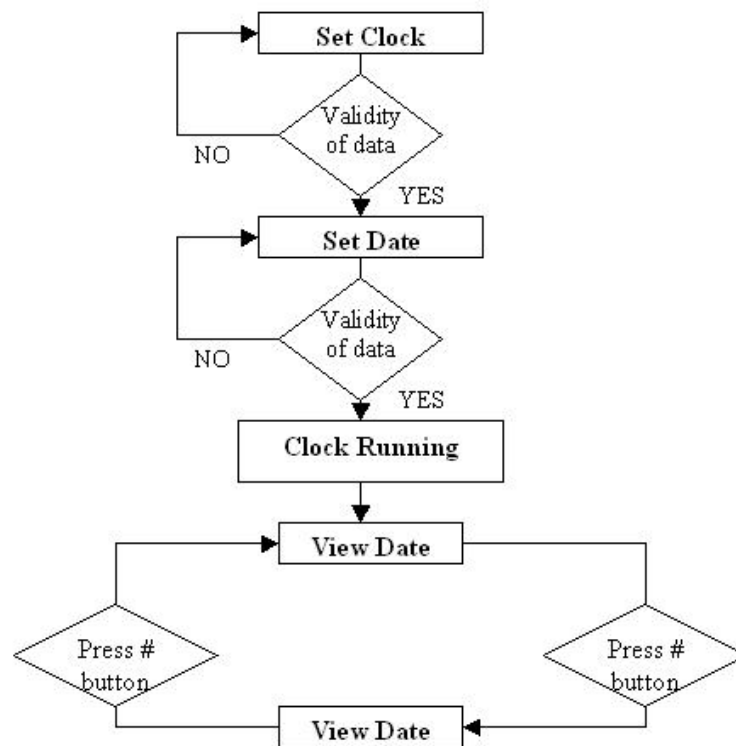 Set Clock
Validity
of data
NO
YES
Set Date
Validity
of data
NO
YES
Clock Running
View Date
Press #
button
Press #
button
View Date